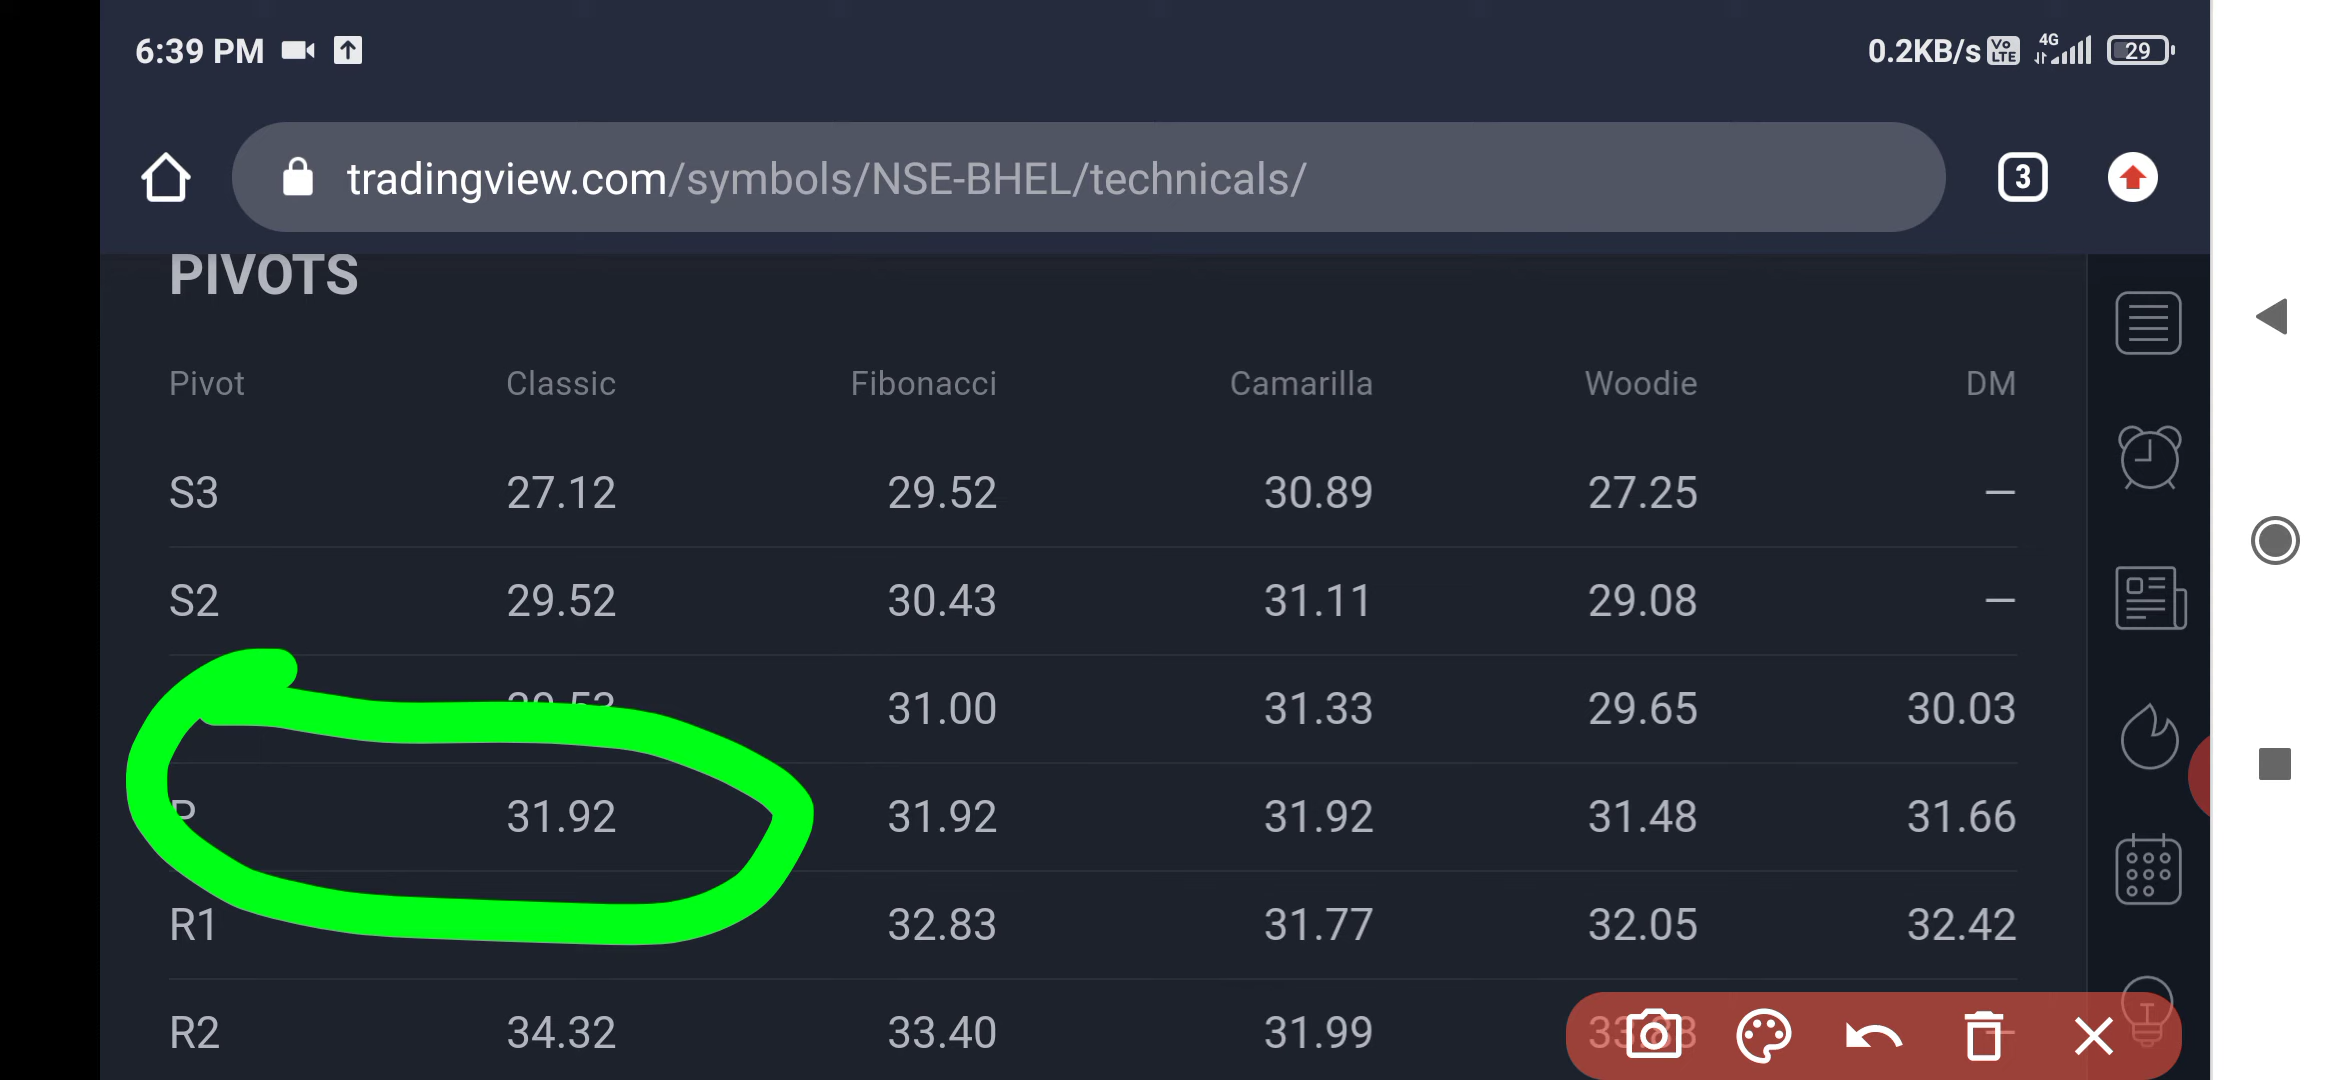 6:39 PM 0.2KB/s Vo LTE 4G 29
tradingview.com/symbols/NSE-BHEL/technicals/ 3
PIVOTS
Pivot Classic Fibonacci Camarilla Woodie DM
S3 27.12 29.52 30.89 27.25 —
S2 29.52 30.43 31.11 29.08 —
31.00 31.33 29.65 30.03
P 31.92 31.92 31.92 31.48 31.66
R1 32.83 31.77 32.05 32.42
R2 34.32 33.40 31.99 —